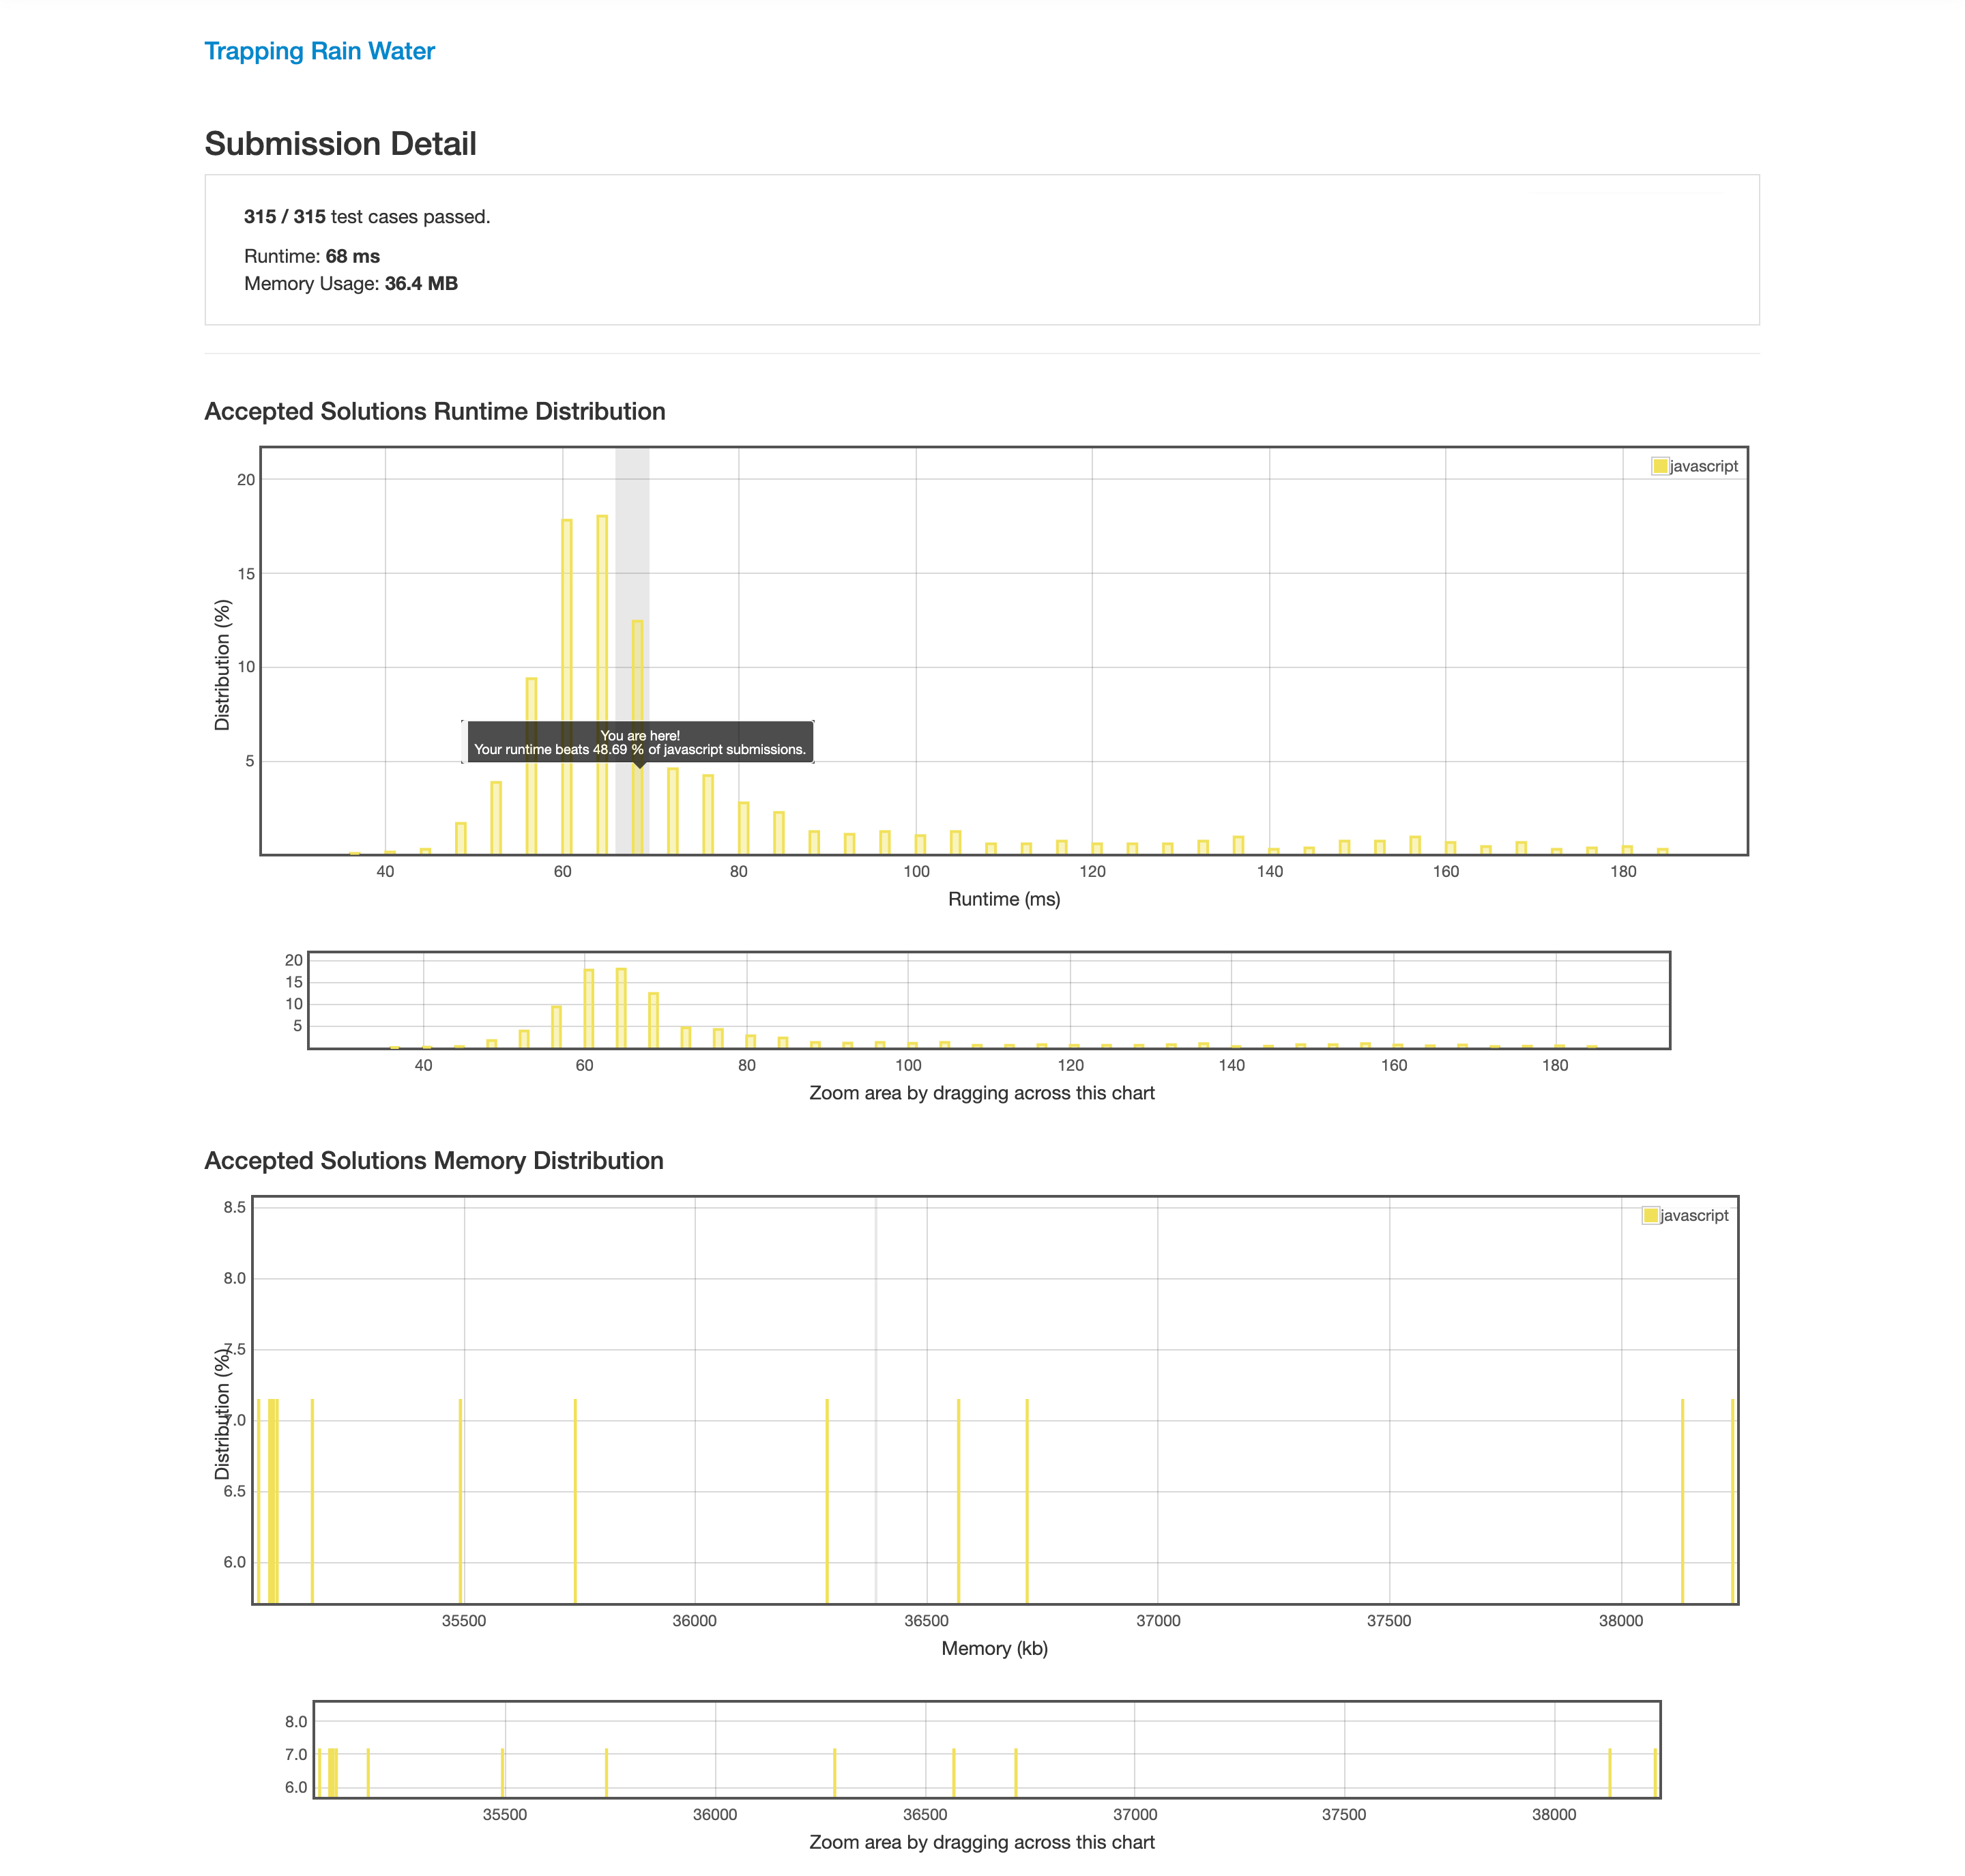 Trapping Rain Water
Submission Detail
315 / 315 test cases passed.
Runtime: 68 ms
Memory Usage: 36.4 MB
Accepted Solutions Runtime Distribution
javascript
20
15
10
5
Distribution (%)
You are here!
Your runtime beats 48.69 % of javascript submissions.
40 60 80 100 120 140 160 180
Runtime (ms)
20
15
10
5
40 60 80 100 120 140 160 180
Zoom area by dragging across this chart
Accepted Solutions Memory Distribution
javascript
8.5
8.0
7.5
7.0
6.5
6.0
Distribution (%)
35500 36000 36500 37000 37500 38000
Memory (kb)
8.0
7.0
6.0
35500 36000 36500 37000 37500 38000
Zoom area by dragging across this chart